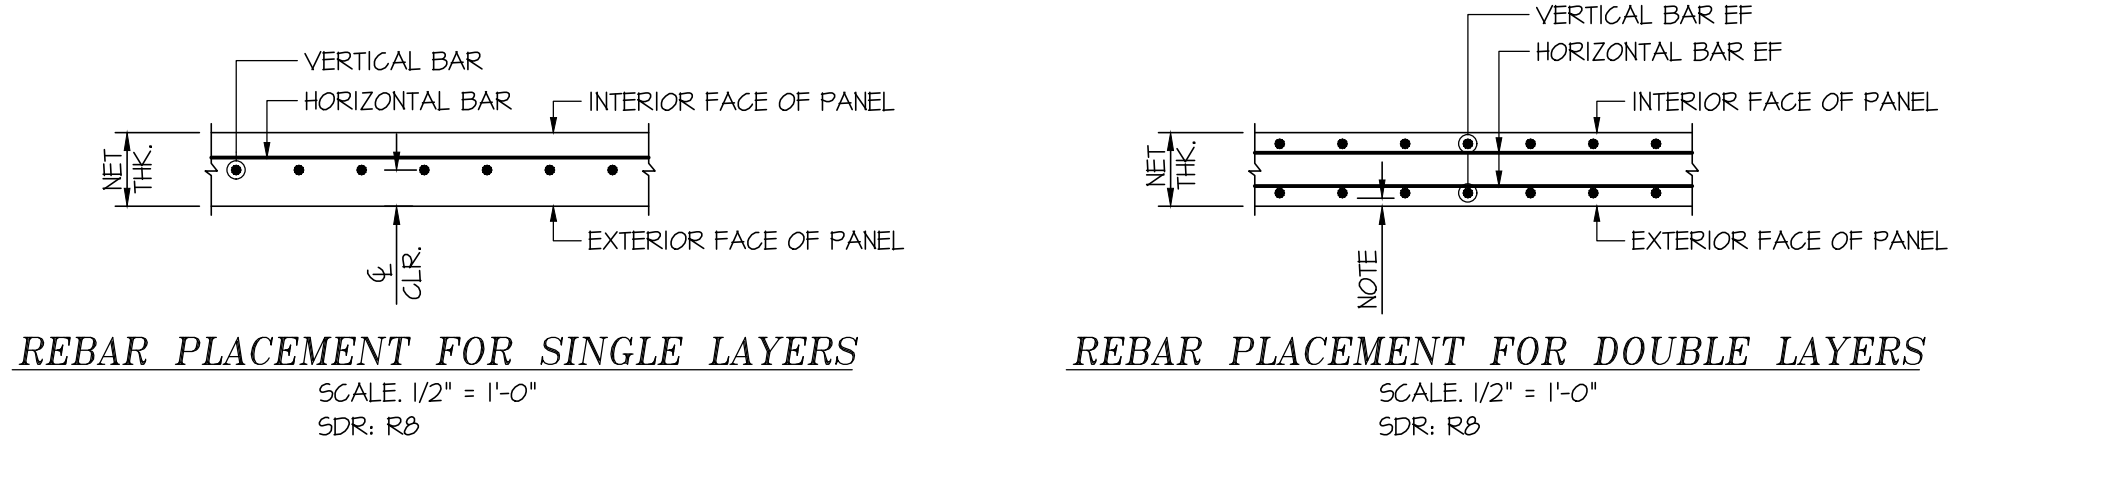 VERTICAL BAR
HORIZONTAL BAR
INTERIOR FACE OF PANEL
NET
THK.
EXTERIOR FACE OF PANEL
℄
CLR.
REBAR PLACEMENT FOR SINGLE LAYERS
SCALE. 1/2" = 1'-0"
SDR: R8
VERTICAL BAR EF
HORIZONTAL BAR EF
INTERIOR FACE OF PANEL
NET
THK.
EXTERIOR FACE OF PANEL
NOTE
REBAR PLACEMENT FOR DOUBLE LAYERS
SCALE. 1/2" = 1'-0"
SDR: R8